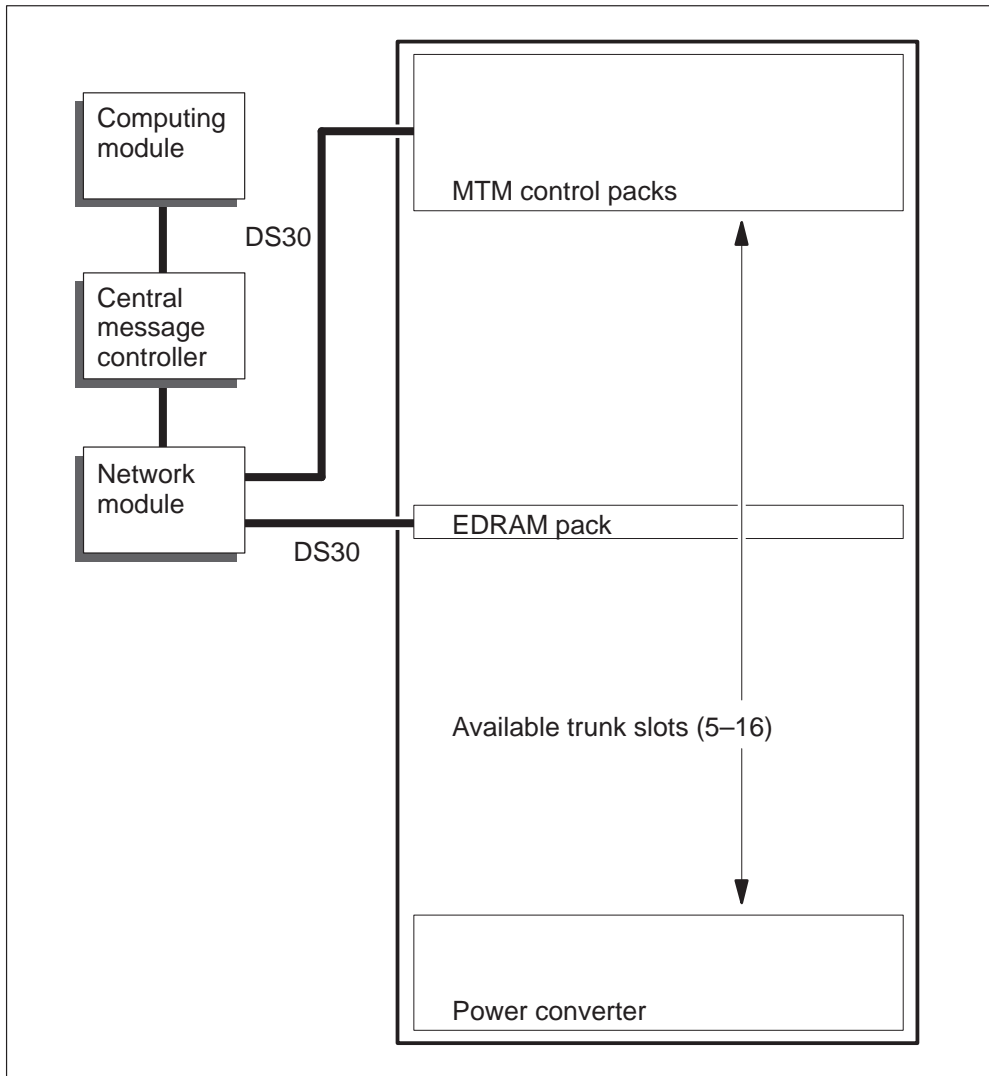 Computing
module
MTM control packs
DS30
Central
message
controller
Network
module
EDRAM pack
DS30
Available trunk slots (5–16)
Power converter